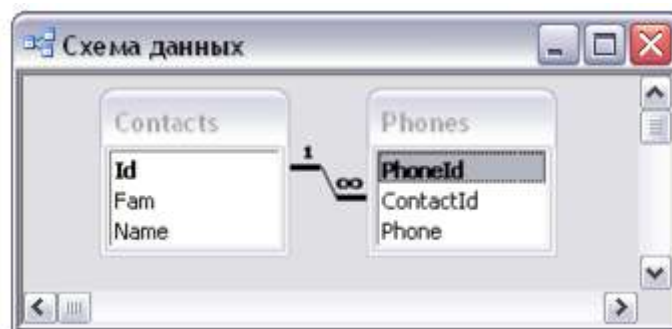 Схема данных
Contacts
Id
Fam
Name
1
∞
Phones
PhoneId
ContactId
Phone